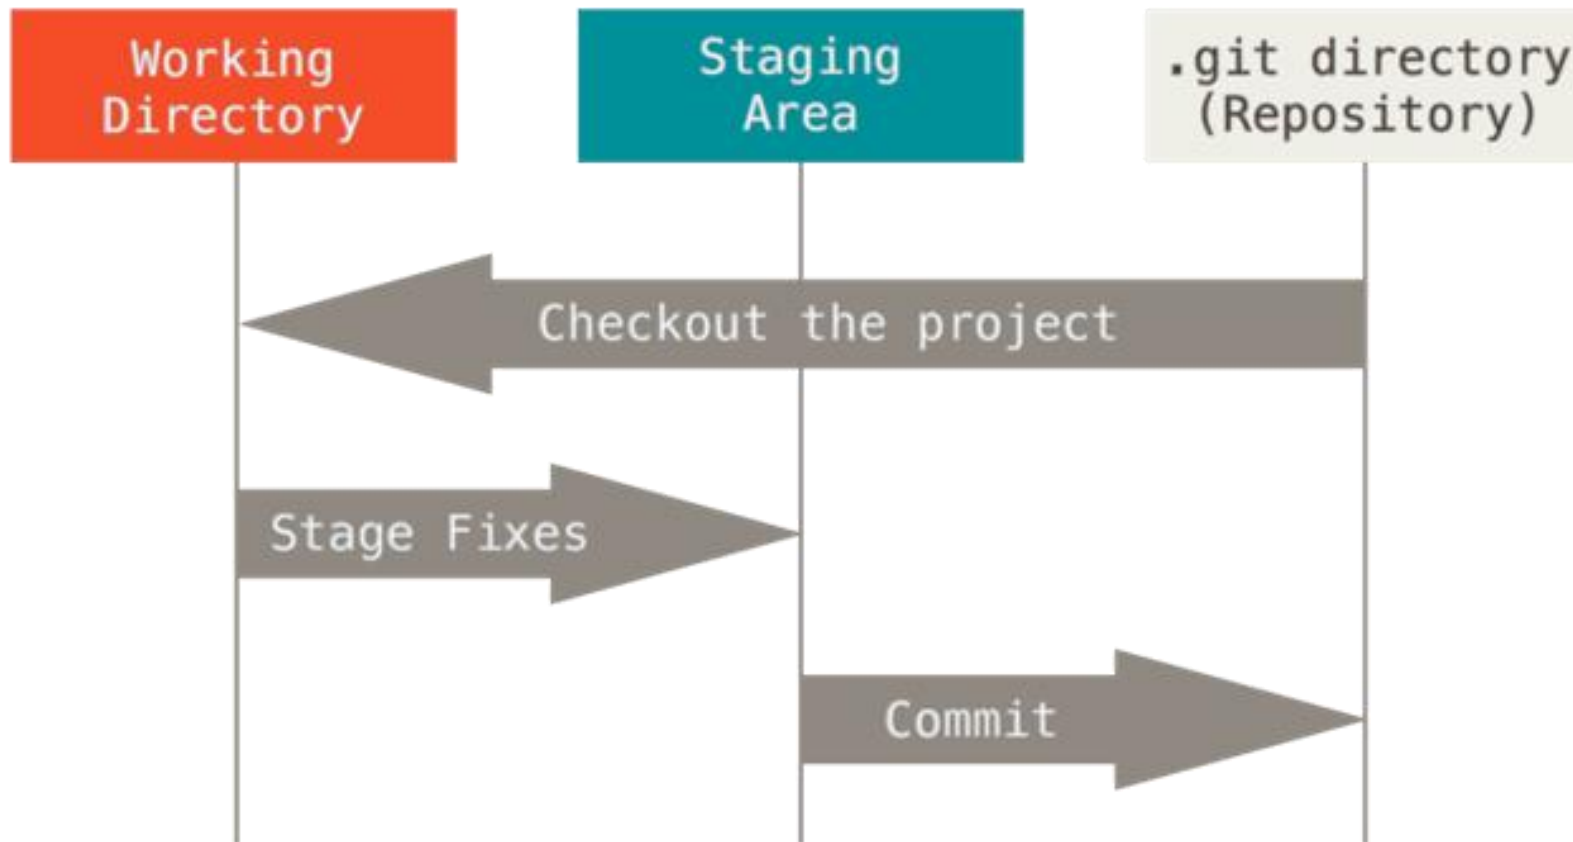 Working
Directory
Staging
Area
.git directory
(Repository)
Checkout the project
Stage Fixes
Commit